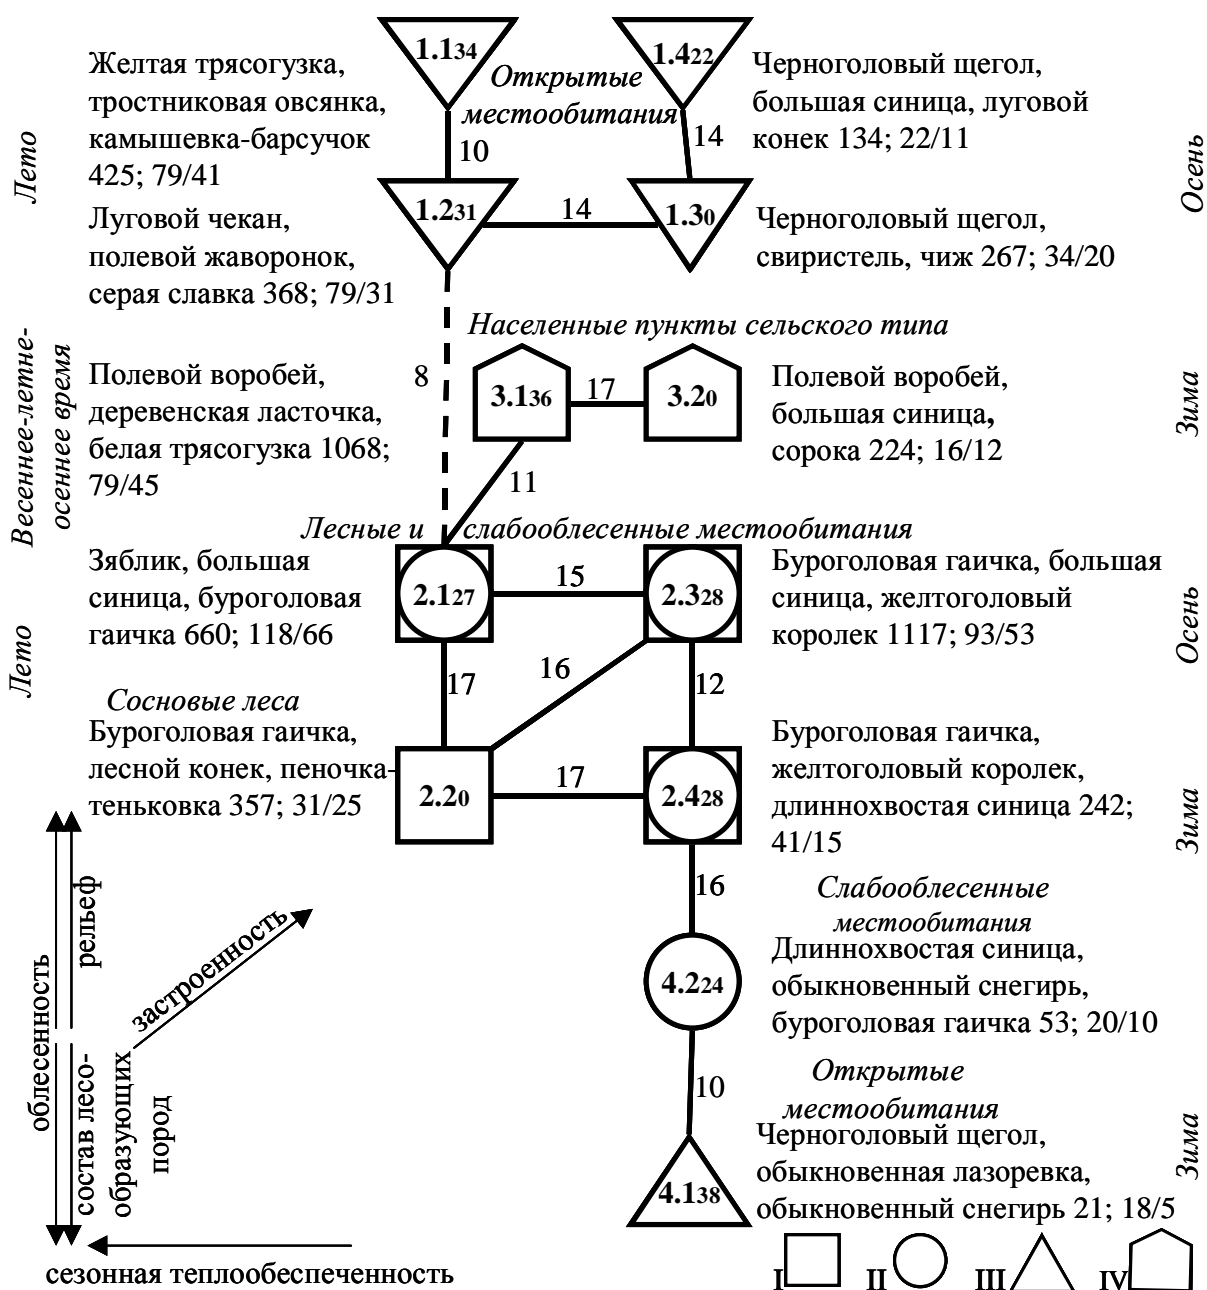 Желтая трясогузка,
тростниковая овсянка,
камышевка-барсучок
425; 79/41
Лето
1.134
Открытые
местообитания
1.422
Черноголовый щегол,
большая синица, луговой
конек 134; 22/11
Осень
10
14
Луговой чекан,
полевой жаворонок,
серая славка 368; 79/31
1.231
14
1.30
Черноголовый щегол,
свиристель, чиж 267; 34/20
Населенные пункты сельского типа
Весеннее-летне-
осеннее время
Полевой воробей,
деревенская ласточка,
белая трясогузка 1068;
79/45
8
3.136
17
3.20
Полевой воробей,
большая синица,
сорока 224; 16/12
Зима
11
Лесные и слабооблесенные местообитания
Зяблик, большая
синица, буроголовая
гаичка 660; 118/66
Лето
2.127
15
2.328
Буроголовая гаичка, большая
синица, желтоголовый
королек 1117; 93/53
Осень
17
16
12
Сосновые леса
Буроголовая гаичка,
лесной конек, пеночка-
теньковка 357; 31/25
2.20
17
2.428
Буроголовая гаичка,
желтоголовый королек,
длиннохвостая синица 242;
41/15
Зима
16
Слабооблесенные
местообитания
4.224
Длиннохвостая синица,
обыкновенный снегирь,
буроголовая гаичка 53; 20/10
10
Открытые
местообитания
4.138
Черноголовый щегол,
обыкновенная лазоревка,
обыкновенный снегирь 21; 18/5
Зима
облесенность
рельеф
состав лесо-
образующих
пород
застроенность
сезонная теплообеспеченность
I
II
III
IV